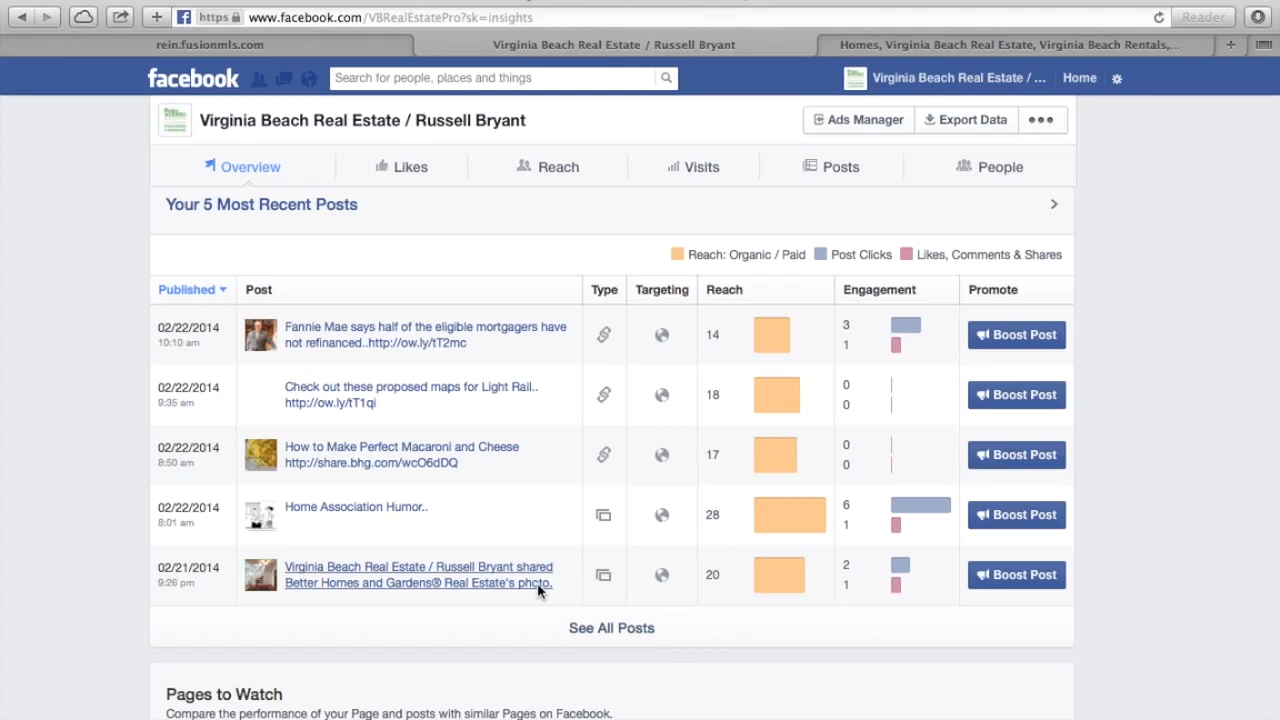 https www.facebook.com/VBRealEstatePro?sk=insights Reader
rein.fusionmls.com Virginia Beach Real Estate / Russell Bryant Homes, Virginia Beach Real Estate, Virginia Beach Rentals,...
facebook Search for people, places and things Virginia Beach Real Estate / ... Home
Virginia Beach Real Estate / Russell Bryant Ads Manager Export Data
Overview Likes Reach Visits Posts People
Your 5 Most Recent Posts
Reach: Organic / Paid Post Clicks Likes, Comments & Shares
Published Post Type Targeting Reach Engagement Promote
02/22/2014 Fannie Mae says half of the eligible mortgagers have 14 3 Boost Post
10:10 am not refinanced..http://ow.ly/tT2mc 1
02/22/2014 Check out these proposed maps for Light Rail.. 18 0 Boost Post
9:35 am http://ow.ly/tT1qi 0
02/22/2014 How to Make Perfect Macaroni and Cheese 17 0 Boost Post
8:50 am http://share.bhg.com/wcO6dDQ 0
02/22/2014 Home Association Humor.. 28 6 Boost Post
8:01 am 1
02/21/2014 Virginia Beach Real Estate / Russell Bryant shared 20 2 Boost Post
9:26 pm Better Homes and Gardens® Real Estate's photo. 1
See All Posts
Pages to Watch
Compare the performance of your Page and posts with similar Pages on Facebook.